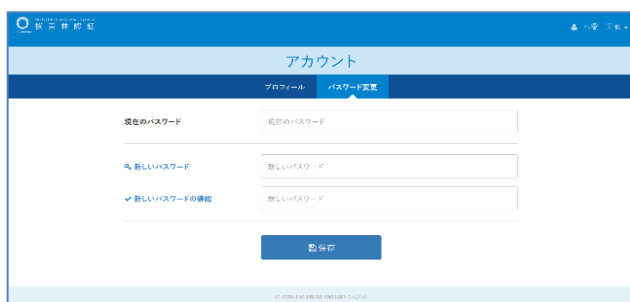 アカウント
プロフィール パスワード変更
現在のパスワード 現在のパスワード
新しいパスワード 新しいパスワード
新しいパスワードの確認 新しいパスワード
保存